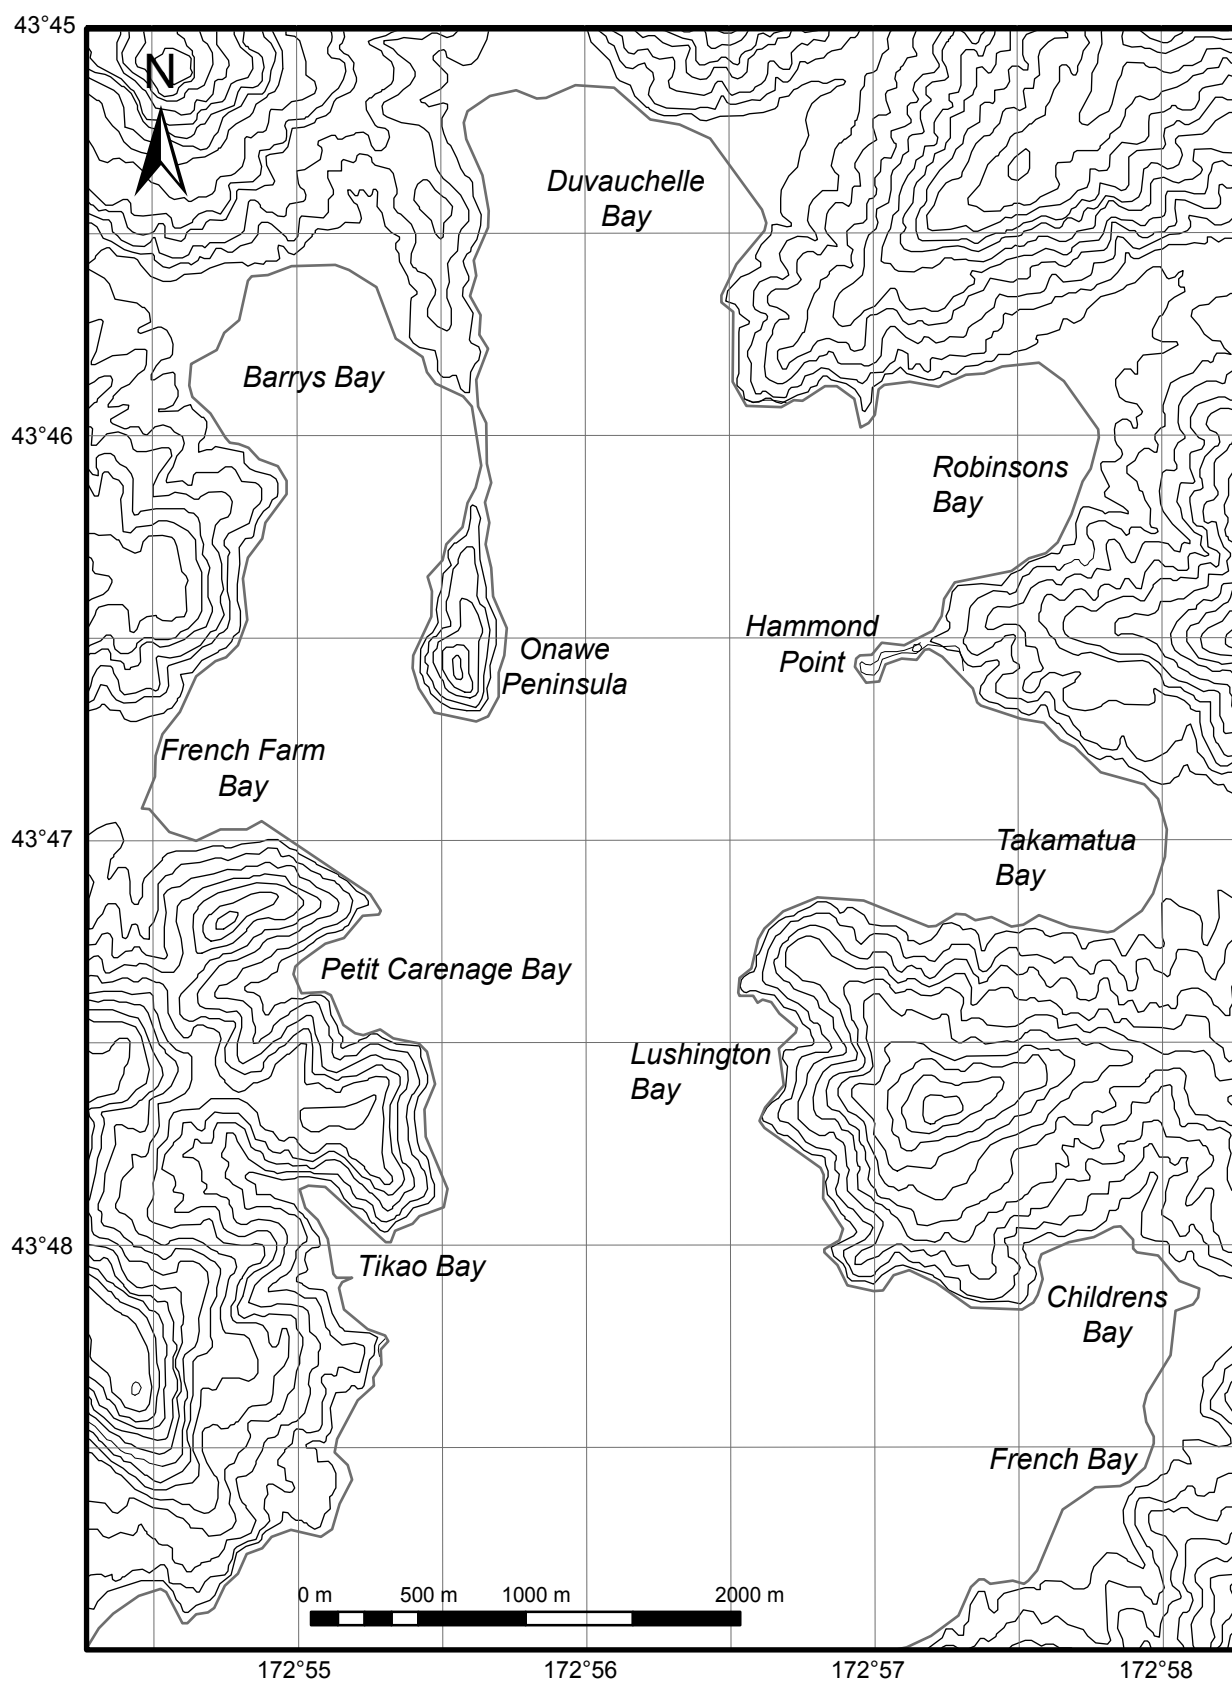 43°45
N
Duvauchelle
Bay
Barrys Bay
43°46
Robinsons
Bay
Hammond
Point
Onawe
Peninsula
French Farm
Bay
43°47
Takamatua
Bay
Petit Carenage Bay
Lushington
Bay
43°48
Tikao Bay
Childrens
Bay
French Bay
0 m 500 m 1000 m 2000 m
172°55 172°56 172°57 172°58